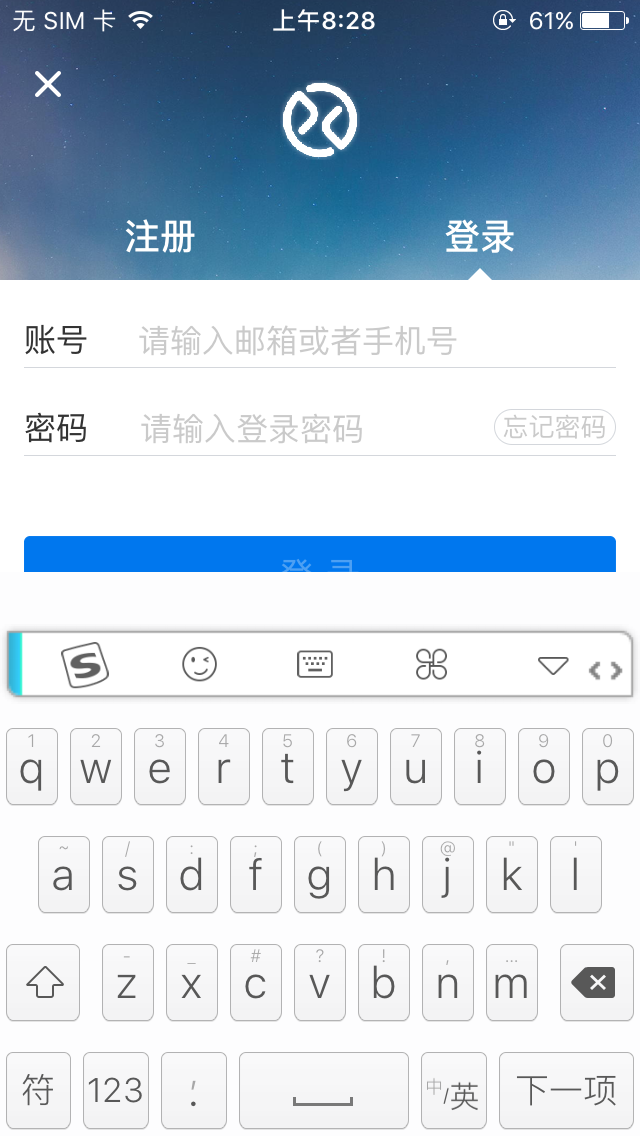 无 SIM 卡 上午8:28 61%
注册 登录
账号 请输入邮箱或者手机号
密码 请输入登录密码 忘记密码
登 录
S
1 2 3 4 5 6 7 8 9 0
q w e r t y u i o p
~ / : ; ( ) @ " '
a s d f g h j k l
- _ # ? ! , ...
z x c v b n m
符 123 , . 中/英 下一项